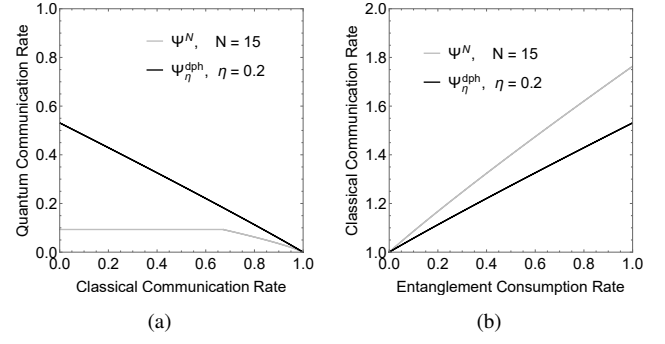 1.0
0.8
0.6
0.4
0.2
0.0
Quantum Communication Rate
Ψᴺ, N = 15
Ψ_η^dph, η = 0.2
0.0 0.2 0.4 0.6 0.8 1.0
Classical Communication Rate
(a)
2.0
1.8
1.6
1.4
1.2
1.0
Classical Communication Rate
Ψᴺ, N = 15
Ψ_η^dph, η = 0.2
0.0 0.2 0.4 0.6 0.8 1.0
Entanglement Consumption Rate
(b)